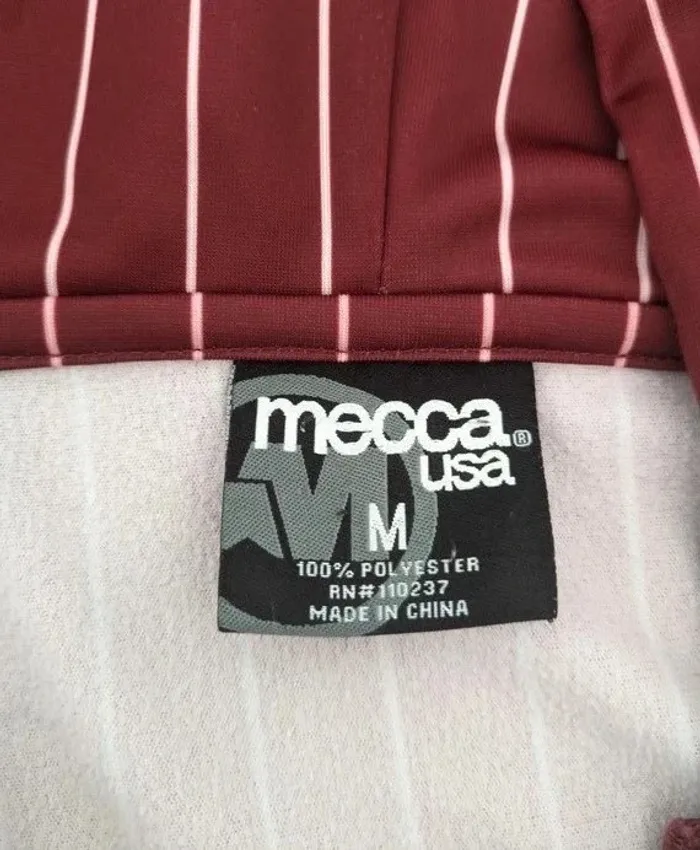 mecca®
usa
M
100% POLYESTER
RN#110237
MADE IN CHINA